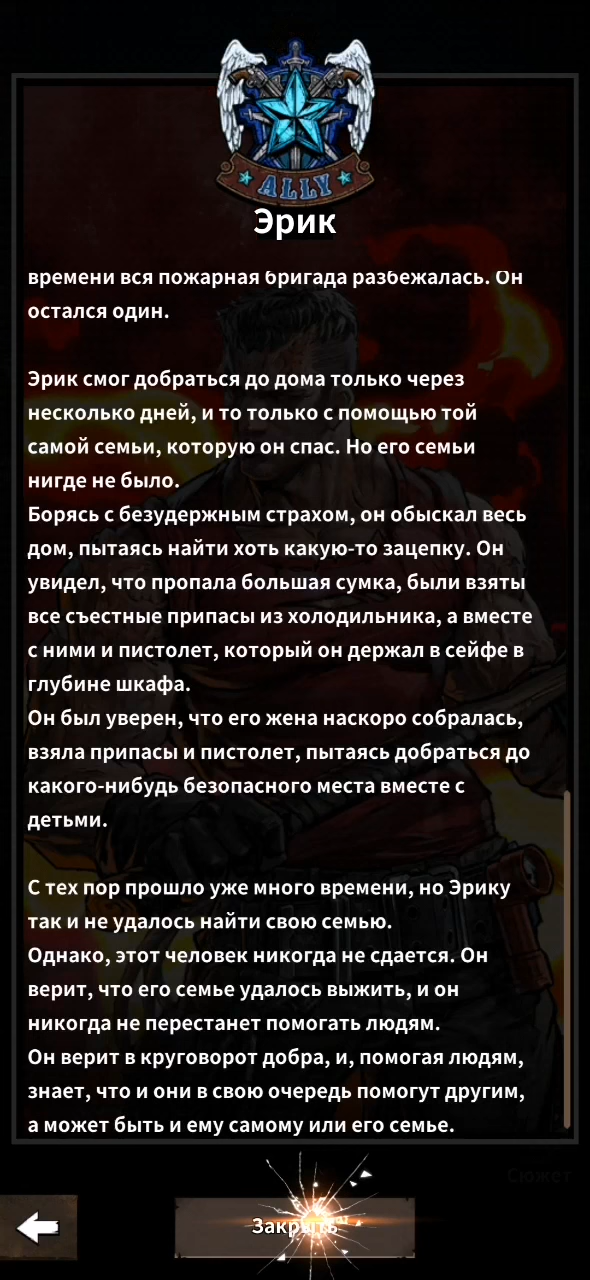 ALLY
Эрик
времени вся пожарная бригада разбежалась. Он
остался один.
Эрик смог добраться до дома только через
несколько дней, и то только с помощью той
самой семьи, которую он спас. Но его семьи
нигде не было.
Борясь с безудержным страхом, он обыскал весь
дом, пытаясь найти хоть какую-то зацепку. Он
увидел, что пропала большая сумка, были взяты
все съестные припасы из холодильника, а вместе
с ними и пистолет, который он держал в сейфе в
глубине шкафа.
Он был уверен, что его жена наскоро собралась,
взяла припасы и пистолет, пытаясь добраться до
какого-нибудь безопасного места вместе с
детьми.
С тех пор прошло уже много времени, но Эрику
так и не удалось найти свою семью.
Однако, этот человек никогда не сдается. Он
верит, что его семье удалось выжить, и он
никогда не перестанет помогать людям.
Он верит в круговорот добра, и, помогая людям,
знает, что и они в свою очередь помогут другим,
а может быть и ему самому или его семье.
Сюжет
Закрыть